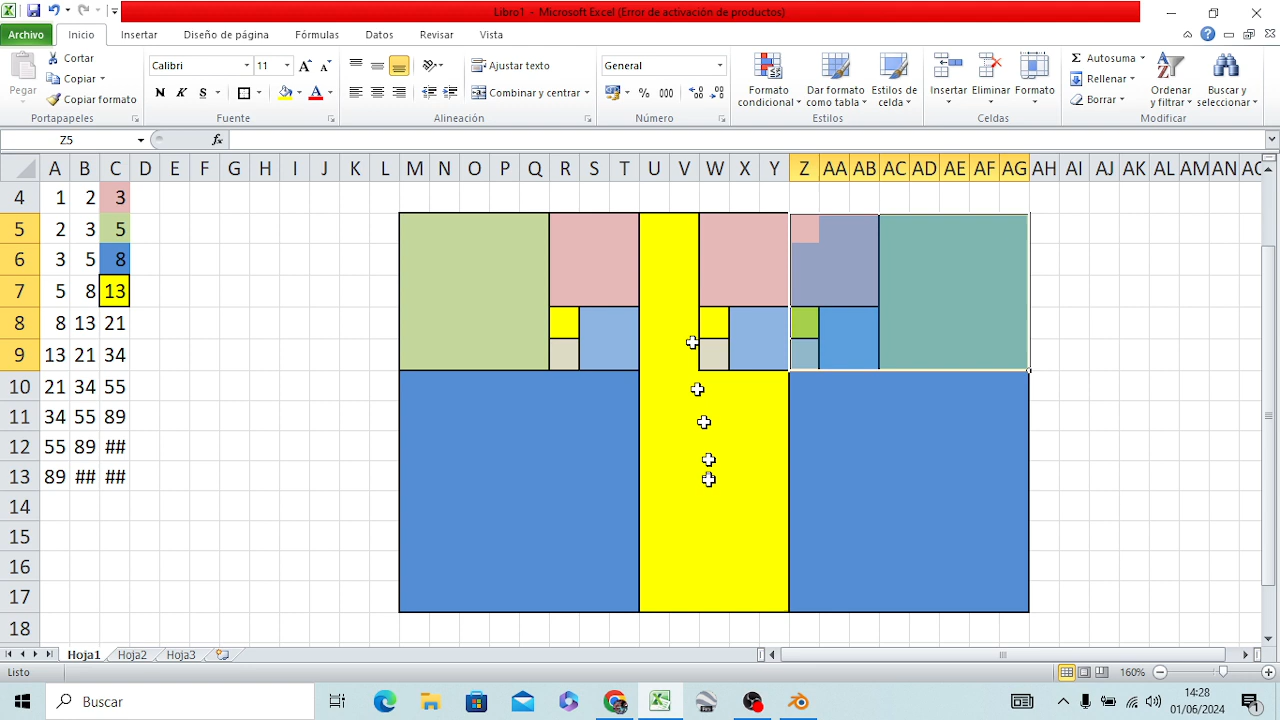 Libro1 - Microsoft Excel (Error de activación de productos)
Archivo Inicio Insertar Diseño de página Fórmulas Datos Revisar Vista
Pegar Cortar Copiar Copiar formato
Portapapeles
Calibri 11
N K S
Fuente
Ajustar texto
Combinar y centrar
Alineación
General
% 000
Número
Formato condicional Dar formato como tabla Estilos de celda
Estilos
Insertar Eliminar Formato
Celdas
Autosuma Rellenar Borrar Ordenar y filtrar Buscar y seleccionar
Modificar
Z5 fx
A B C D E F G H I J K L M N O P Q R S T U V W X Y Z AA AB AC AD AE AF AG AH AI AJ AK AL AM AN
4 1 2 3
5 2 3 5
6 3 5 8
7 5 8 13
8 8 13 21
9 13 21 34
10 21 34 55
11 34 55 89
12 55 89 ##
13 89 ## ##
14
15
16
17
18
Hoja1 Hoja2 Hoja3
Listo 160%
Buscar
14:28
01/06/2024